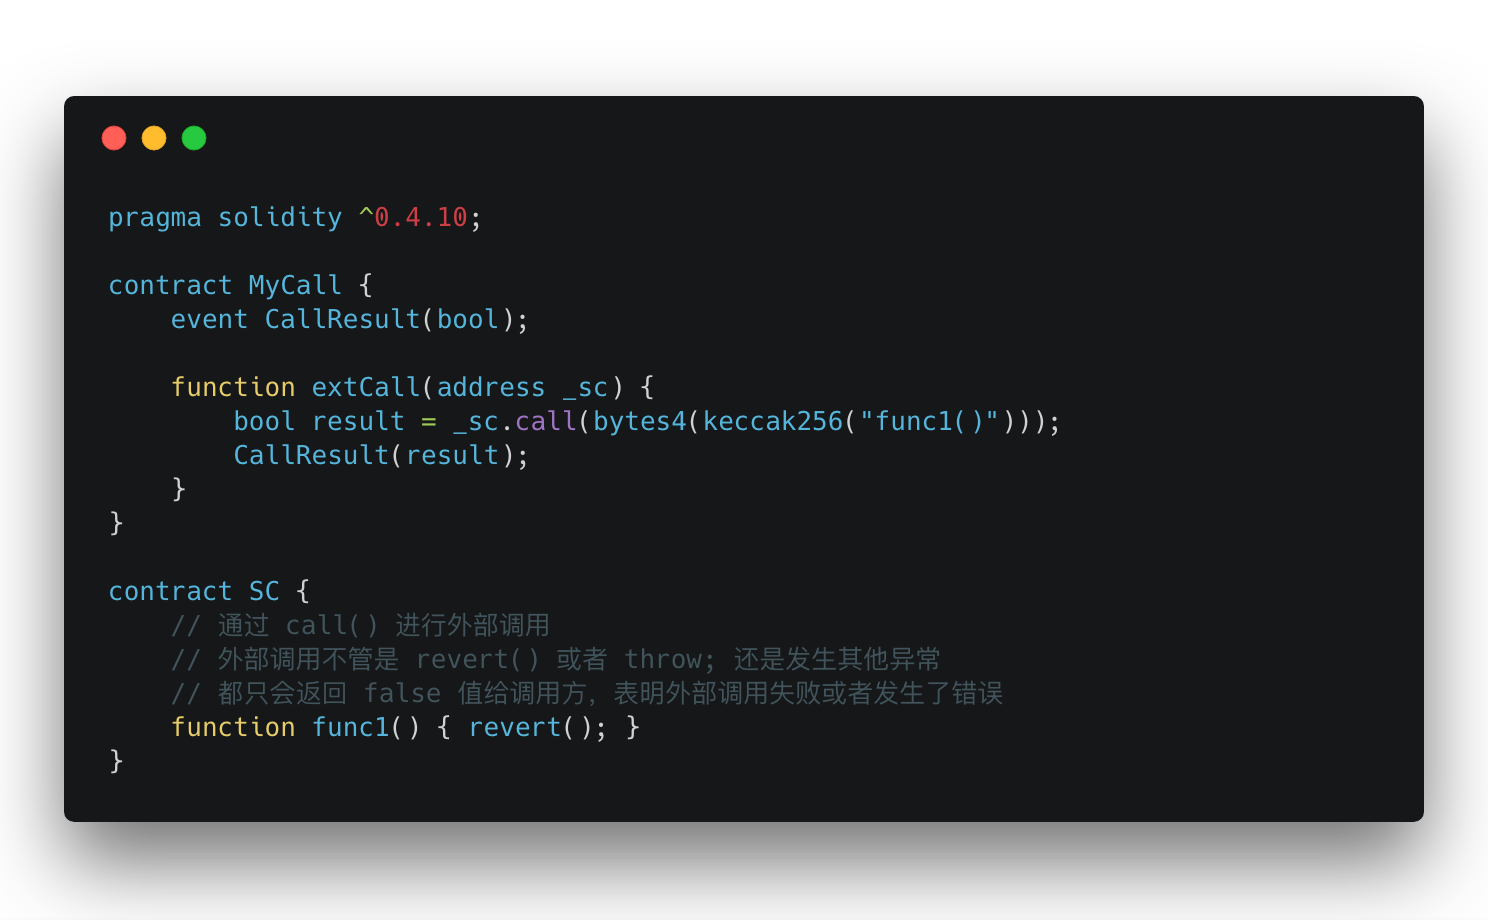 pragma solidity ^0.4.10;
contract MyCall {
event CallResult(bool);
function extCall(address _sc) {
bool result = _sc.call(bytes4(keccak256("func1()")));
CallResult(result);
}
}
contract SC {
// 通过 call() 进行外部调用
// 外部调用不管是 revert() 或者 throw; 还是发生其他异常
// 都只会返回 false 值给调用方，表明外部调用失败或者发生了错误
function func1() { revert(); }
}